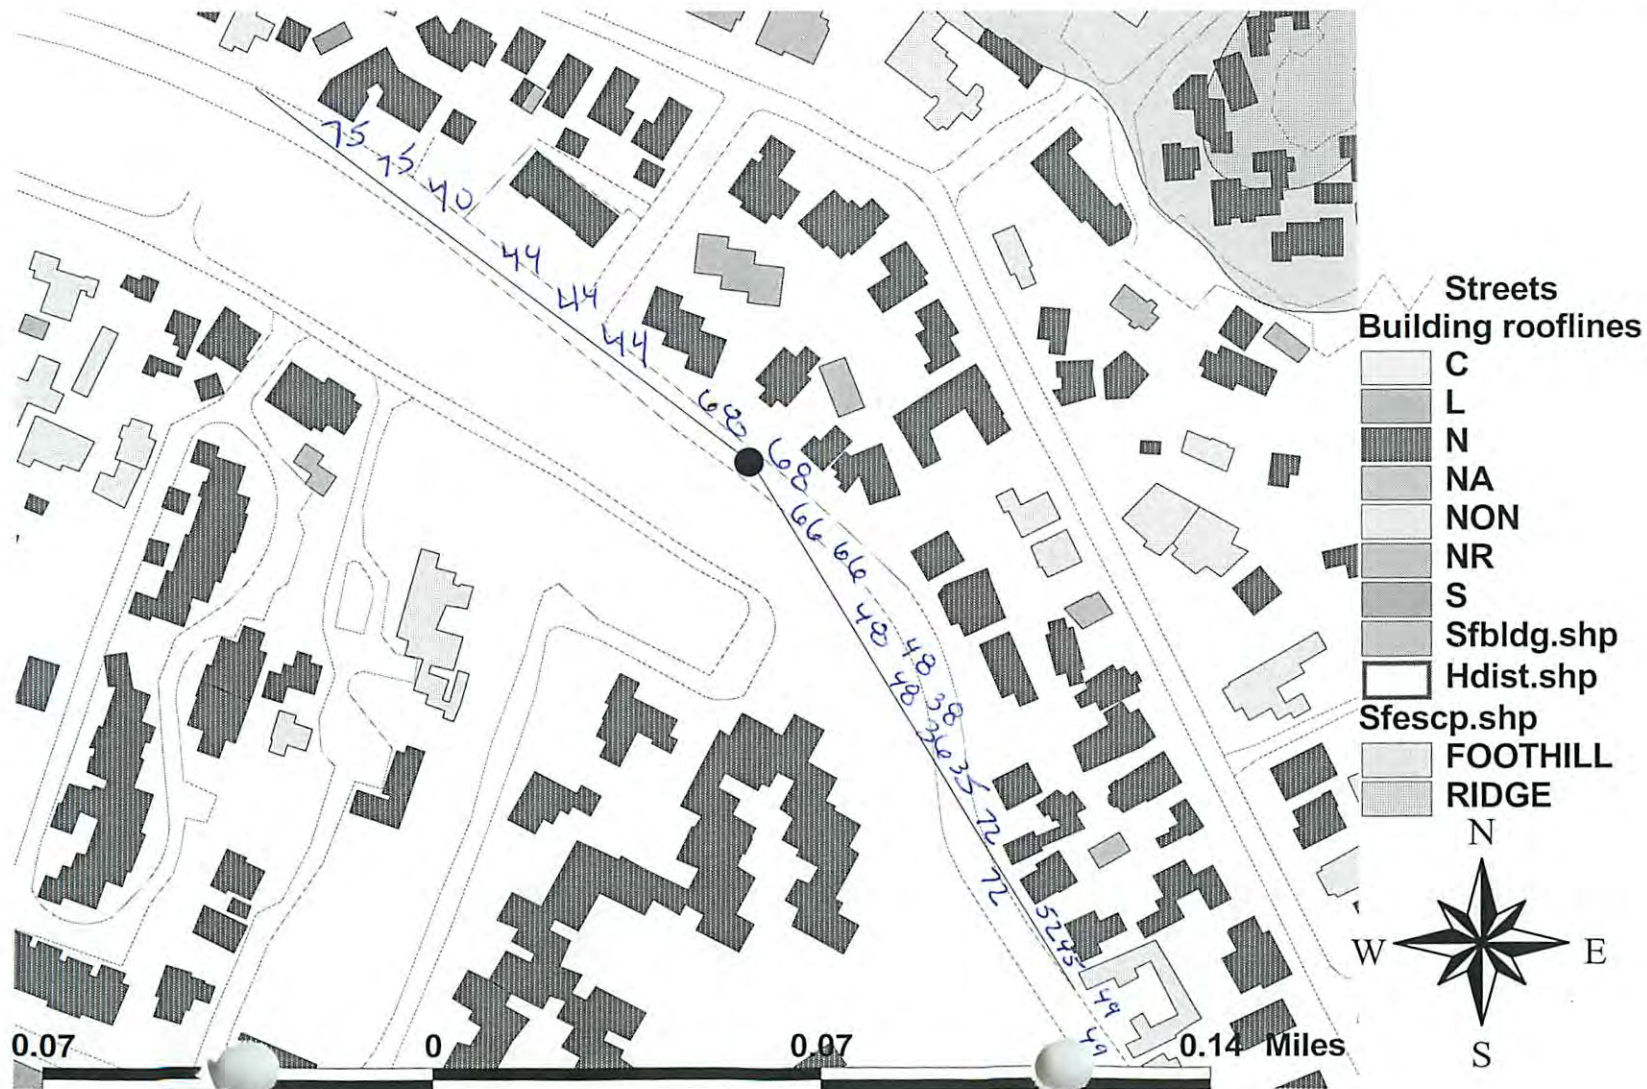 75
75
40
44
44
44
68
68
66
66
48
48
48
38
36
35
72
72
52
45
49
49
Streets
Building rooflines
C
L
N
NA
NON
NR
S
Sfbldg.shp
Hdist.shp
Sfescp.shp
FOOTHILL
RIDGE
N
W E
S
0.07 0 0.07 0.14 Miles